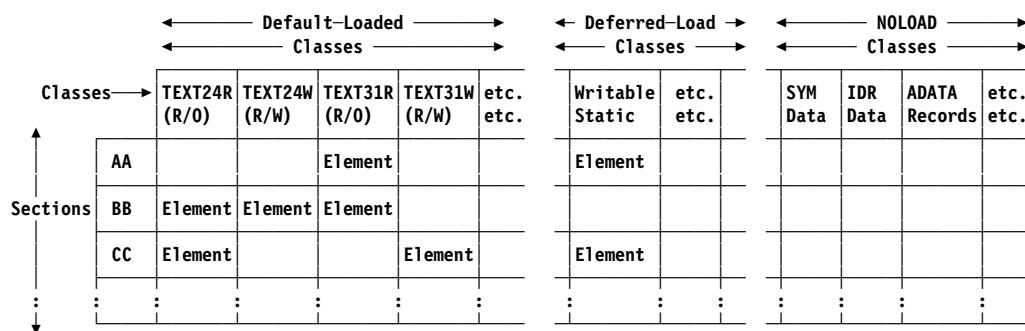 Default-Loaded Deferred-Load NOLOAD
Classes Classes Classes
Classes TEXT24R TEXT24W TEXT31R TEXT31W etc. Writable etc. SYM IDR ADATA etc.
(R/O) (R/W) (R/O) (R/W) etc. Static etc. Data Data Records etc.
AA Element Element
Sections BB Element Element Element
CC Element Element Element
: : : : : : : : : : : : : : :